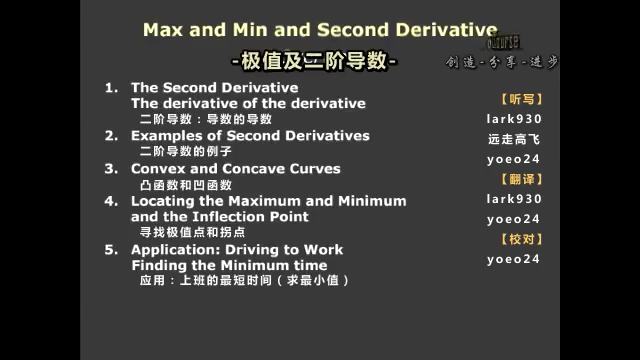 Max and Min and Second Derivative
-极值及二阶导数-
创造-分享-进步
1. The Second Derivative
The derivative of the derivative
二阶导数：导数的导数
2. Examples of Second Derivatives
二阶导数的例子
3. Convex and Concave Curves
凸函数和凹函数
4. Locating the Maximum and Minimum
and the Inflection Point
寻找极值点和拐点
5. Application: Driving to Work
Finding the Minimum time
应用：上班的最短时间（求最小值）
【听写】
lark930
远走高飞
yoeo24
【翻译】
lark930
yoeo24
【校对】
yoeo24